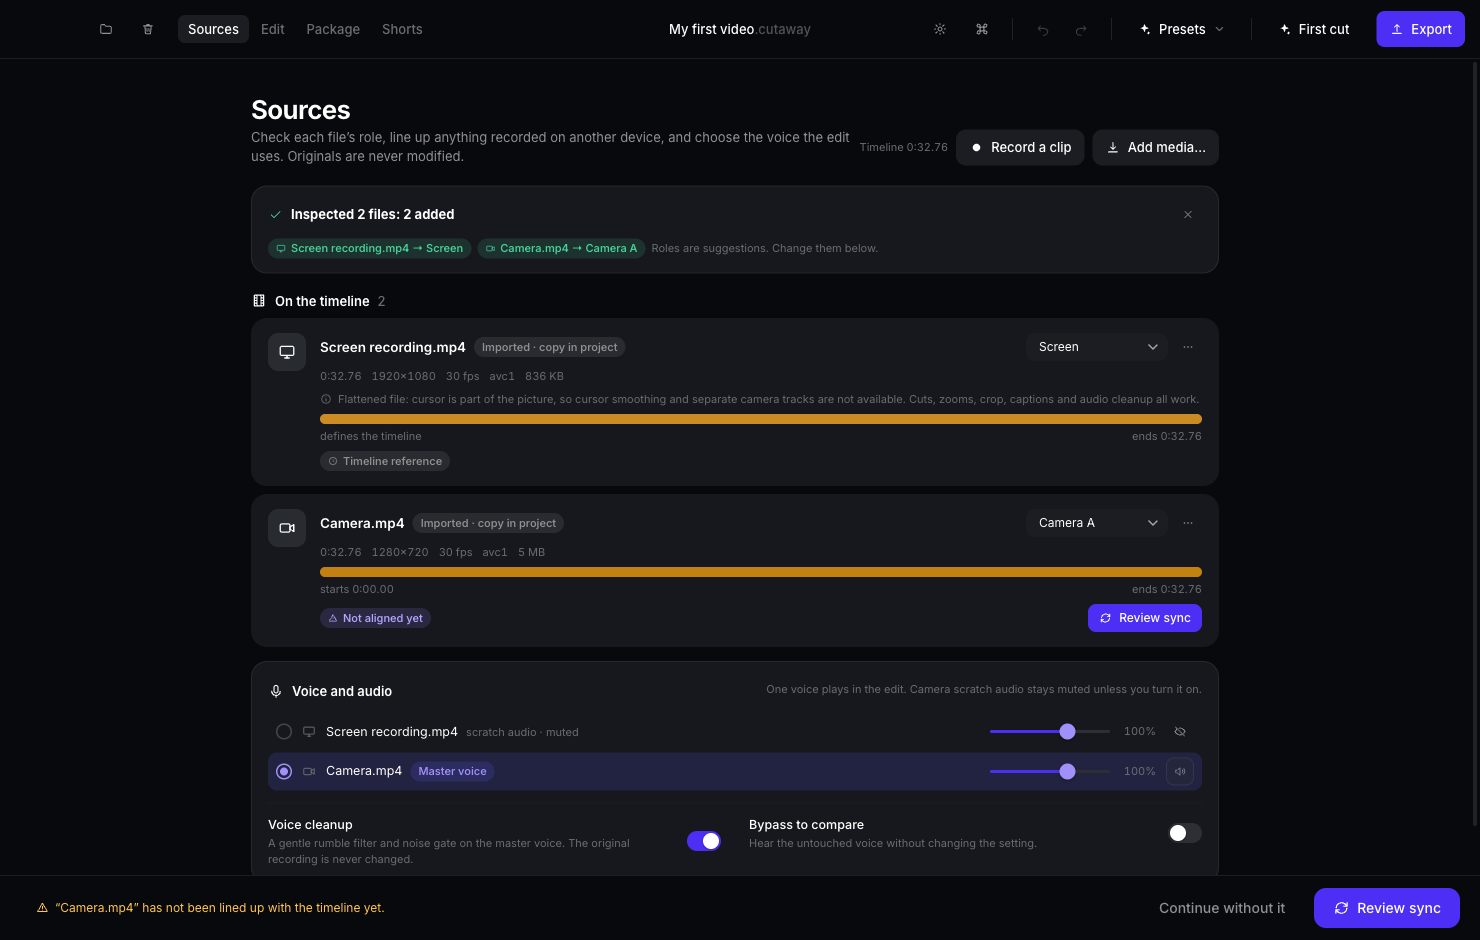 Sources Edit Package Shorts My first video.cutaway Presets First cut Export
Sources
Check each file’s role, line up anything recorded on another device, and choose the voice the edit
uses. Originals are never modified.
Timeline 0:32.76 Record a clip Add media...
Inspected 2 files: 2 added
Screen recording.mp4 → Screen Camera.mp4 → Camera A Roles are suggestions. Change them below.
On the timeline 2
Screen recording.mp4 Imported · copy in project Screen
0:32.76 1920×1080 30 fps avc1 836 KB
Flattened file: cursor is part of the picture, so cursor smoothing and separate camera tracks are not available. Cuts, zooms, crop, captions and audio cleanup all work.
defines the timeline ends 0:32.76
Timeline reference
Camera.mp4 Imported · copy in project Camera A
0:32.76 1280×720 30 fps avc1 5 MB
starts 0:00.00 ends 0:32.76
Not aligned yet Review sync
Voice and audio One voice plays in the edit. Camera scratch audio stays muted unless you turn it on.
Screen recording.mp4 scratch audio · muted 100%
Camera.mp4 Master voice 100%
Voice cleanup
A gentle rumble filter and noise gate on the master voice. The original
recording is never changed.
Bypass to compare
Hear the untouched voice without changing the setting.
“Camera.mp4” has not been lined up with the timeline yet. Continue without it Review sync